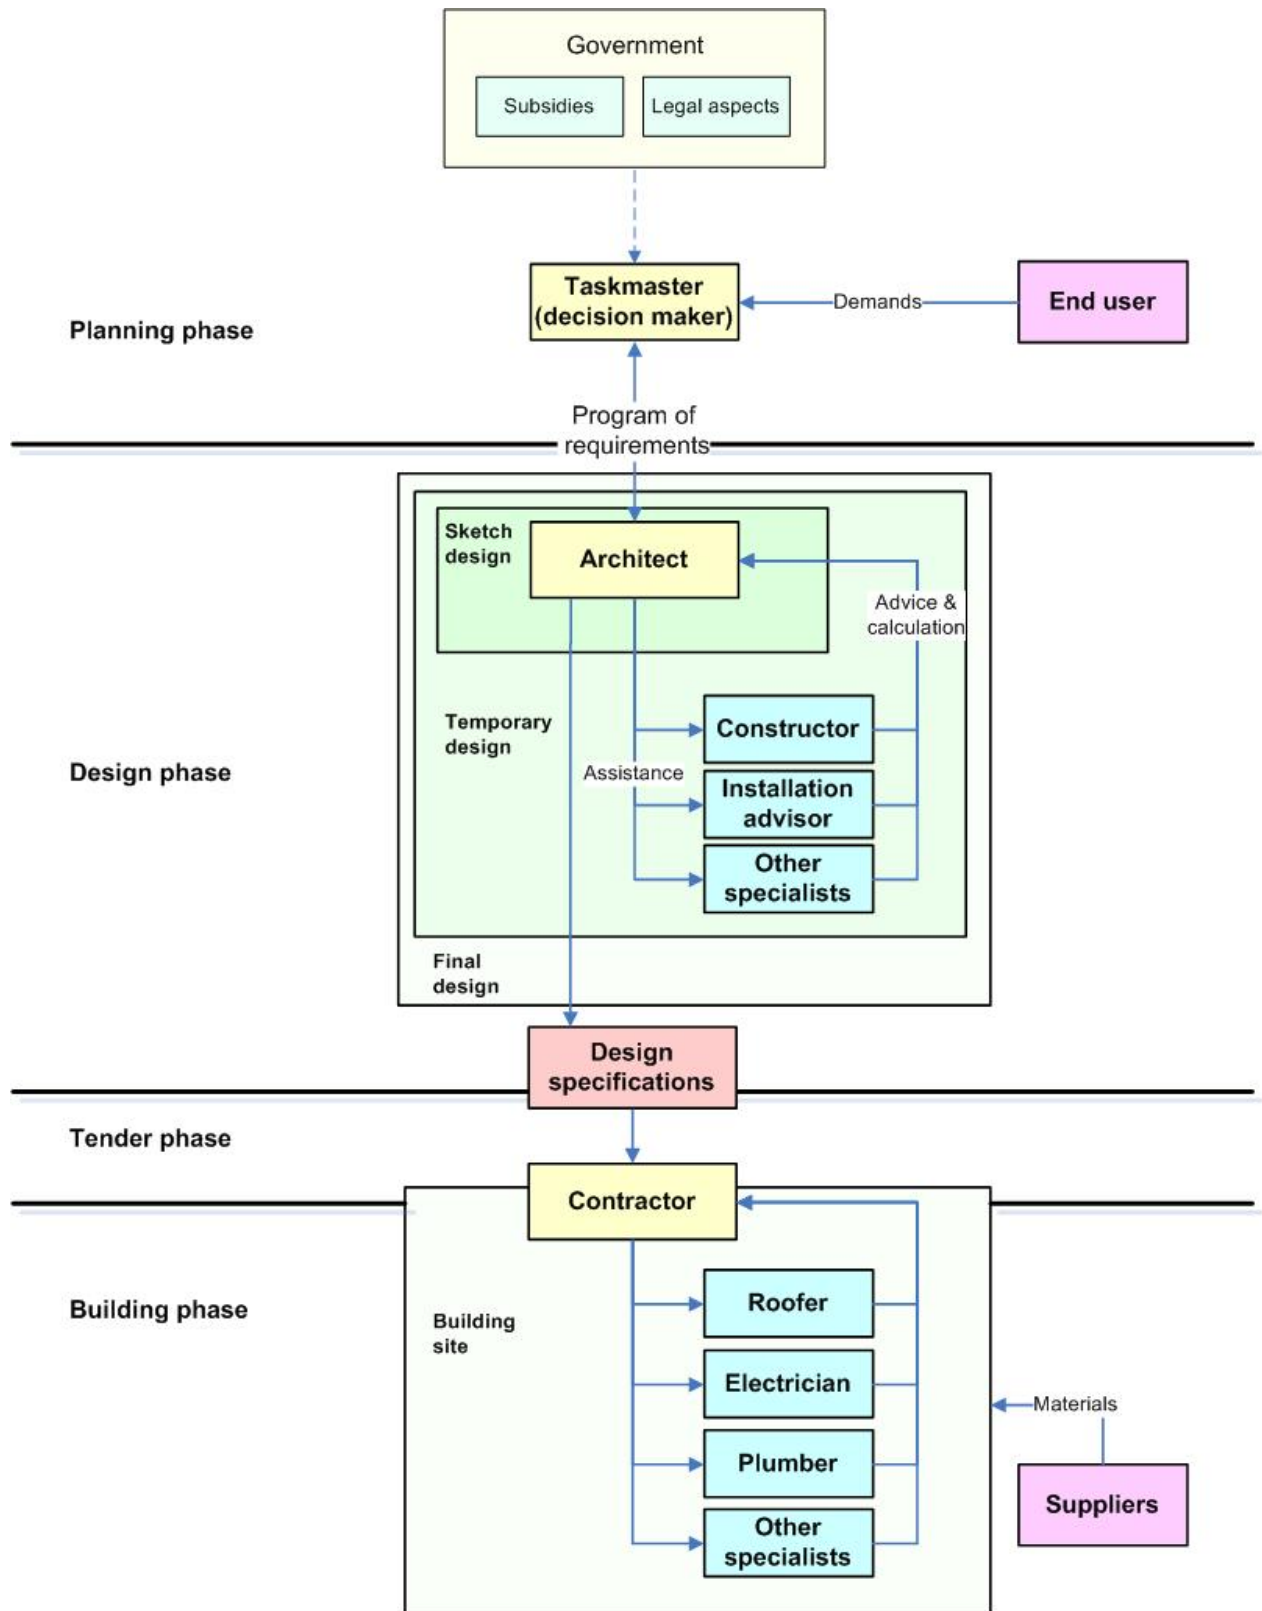 Government
Subsidies
Legal aspects
Taskmaster
(decision maker)
Demands
End user
Planning phase
Program of
requirements
Sketch
design
Architect
Advice &
calculation
Temporary
design
Constructor
Design phase
Assistance
Installation
advisor
Other
specialists
Final
design
Design
specifications
Tender phase
Contractor
Building phase
Building
site
Roofer
Electrician
Materials
Plumber
Suppliers
Other
specialists